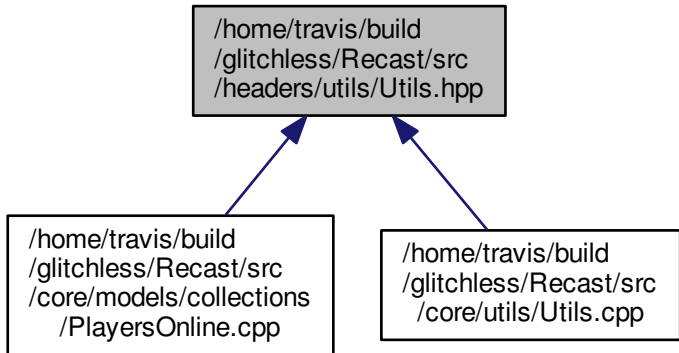 /home/travis/build
/glitchless/Recast/src
/headers/utils/Utils.hpp
/home/travis/build
/glitchless/Recast/src
/core/models/collections
/PlayersOnline.cpp
/home/travis/build
/glitchless/Recast/src
/core/utils/Utils.cpp